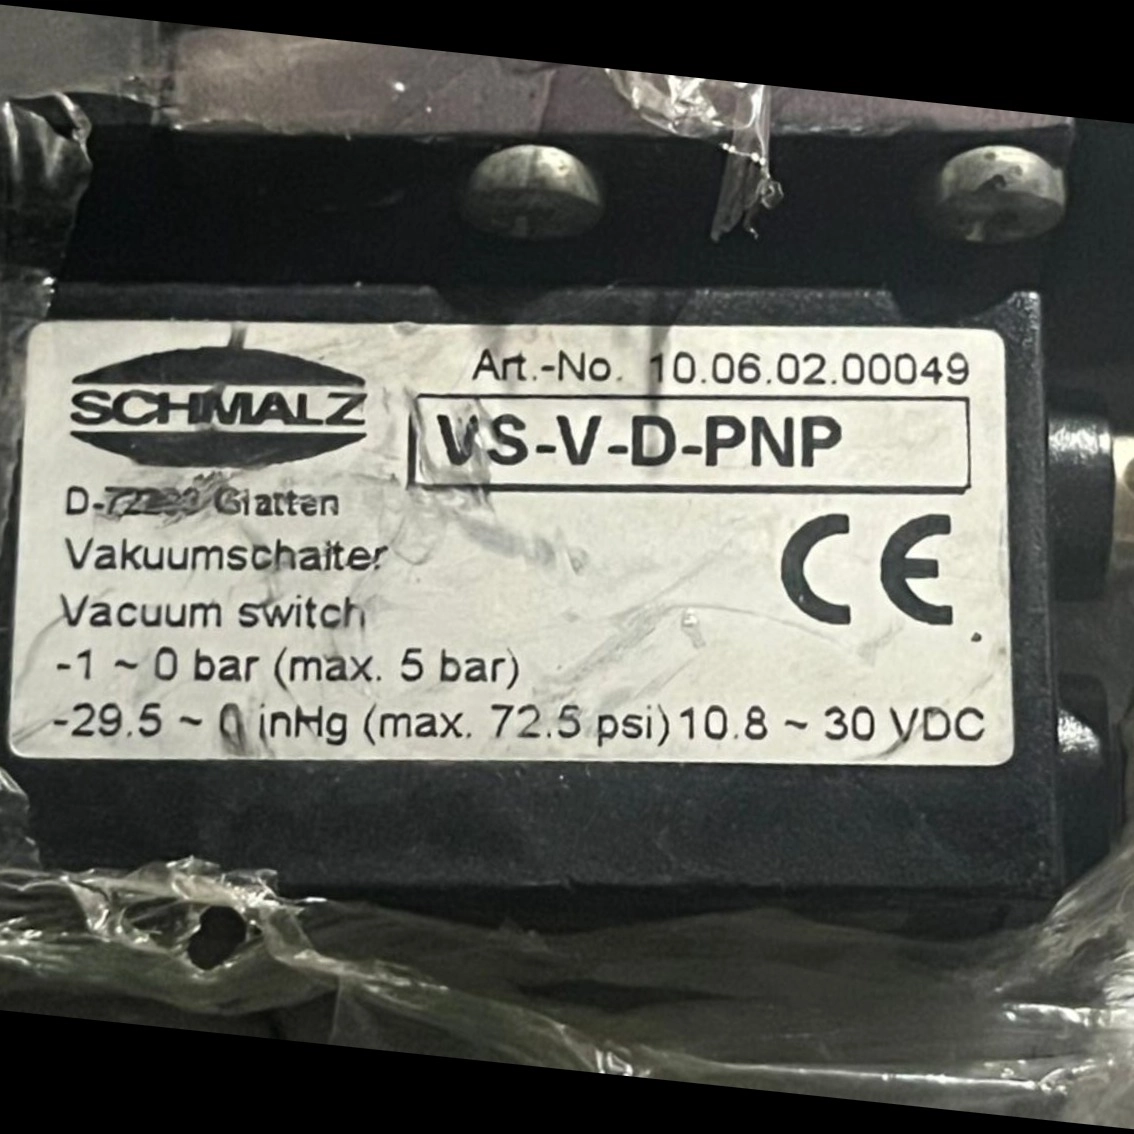 SCHMALZ
Art.-No. 10.06.02.00049
VS-V-D-PNP
D-72293 Glatten
CE
Vakuumschalter
Vacuum switch
-1 ~ 0 bar (max. 5 bar)
-29.5 ~ 0 inHg (max. 72.5 psi) 10.8 ~ 30 VDC